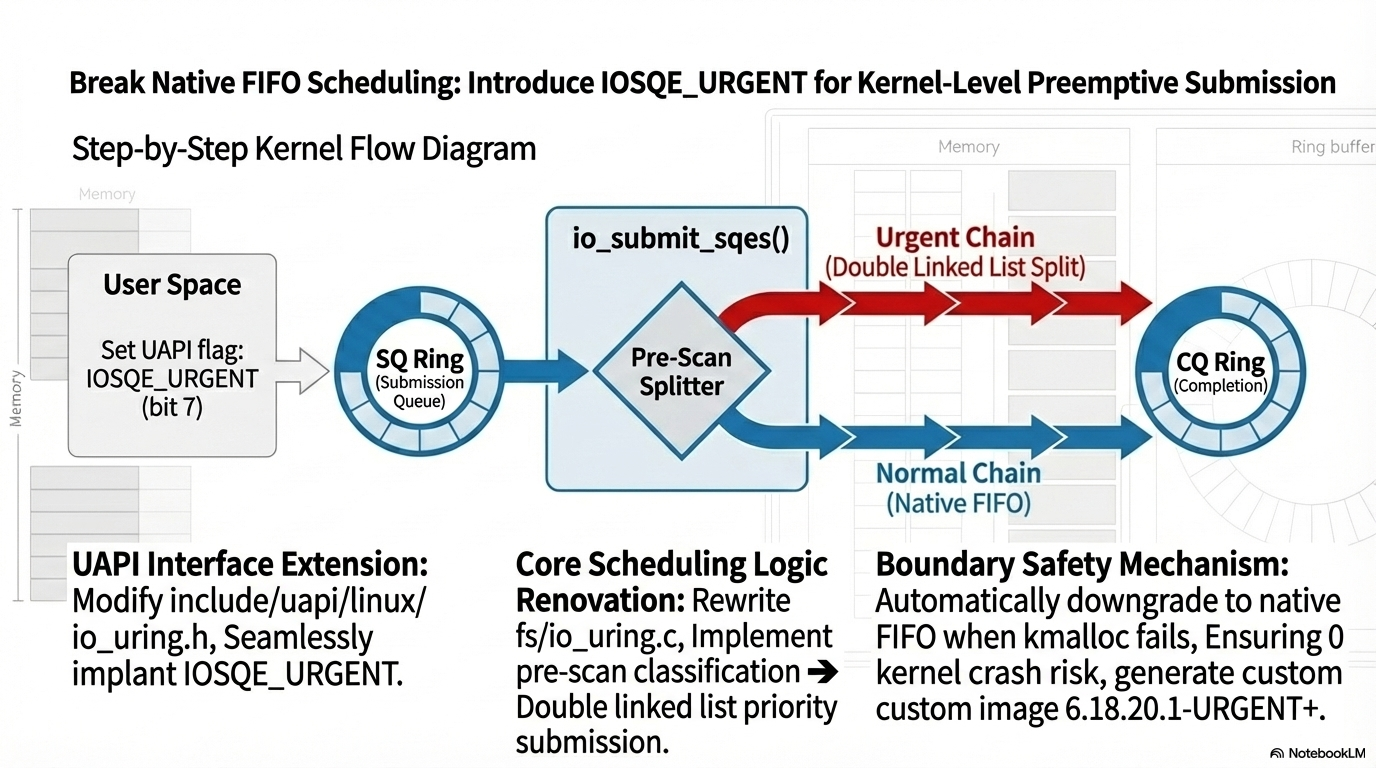 Break Native FIFO Scheduling: Introduce IOSQE_URGENT for Kernel-Level Preemptive Submission
Step-by-Step Kernel Flow Diagram
Memory
Memory
User Space
Set UAPI flag:
IOSQE_URGENT
(bit 7)
SQ Ring
(Submission
Queue)
io_submit_sqes()
Pre-Scan
Splitter
Memory
Ring buffer
Urgent Chain
(Double Linked List Split)
Normal Chain
(Native FIFO)
CQ Ring
(Completion)
UAPI Interface Extension:
Modify include/uapi/linux/
io_uring.h, Seamlessly
implant IOSQE_URGENT.
Core Scheduling Logic
Renovation: Rewrite
fs/io_uring.c, Implement
pre-scan classification ➔
Double linked list priority
submission.
Boundary Safety Mechanism:
Automatically downgrade to native
FIFO when kmalloc fails, Ensuring 0
kernel crash risk, generate custom
custom image 6.18.20.1-URGENT+.
NotebookLM